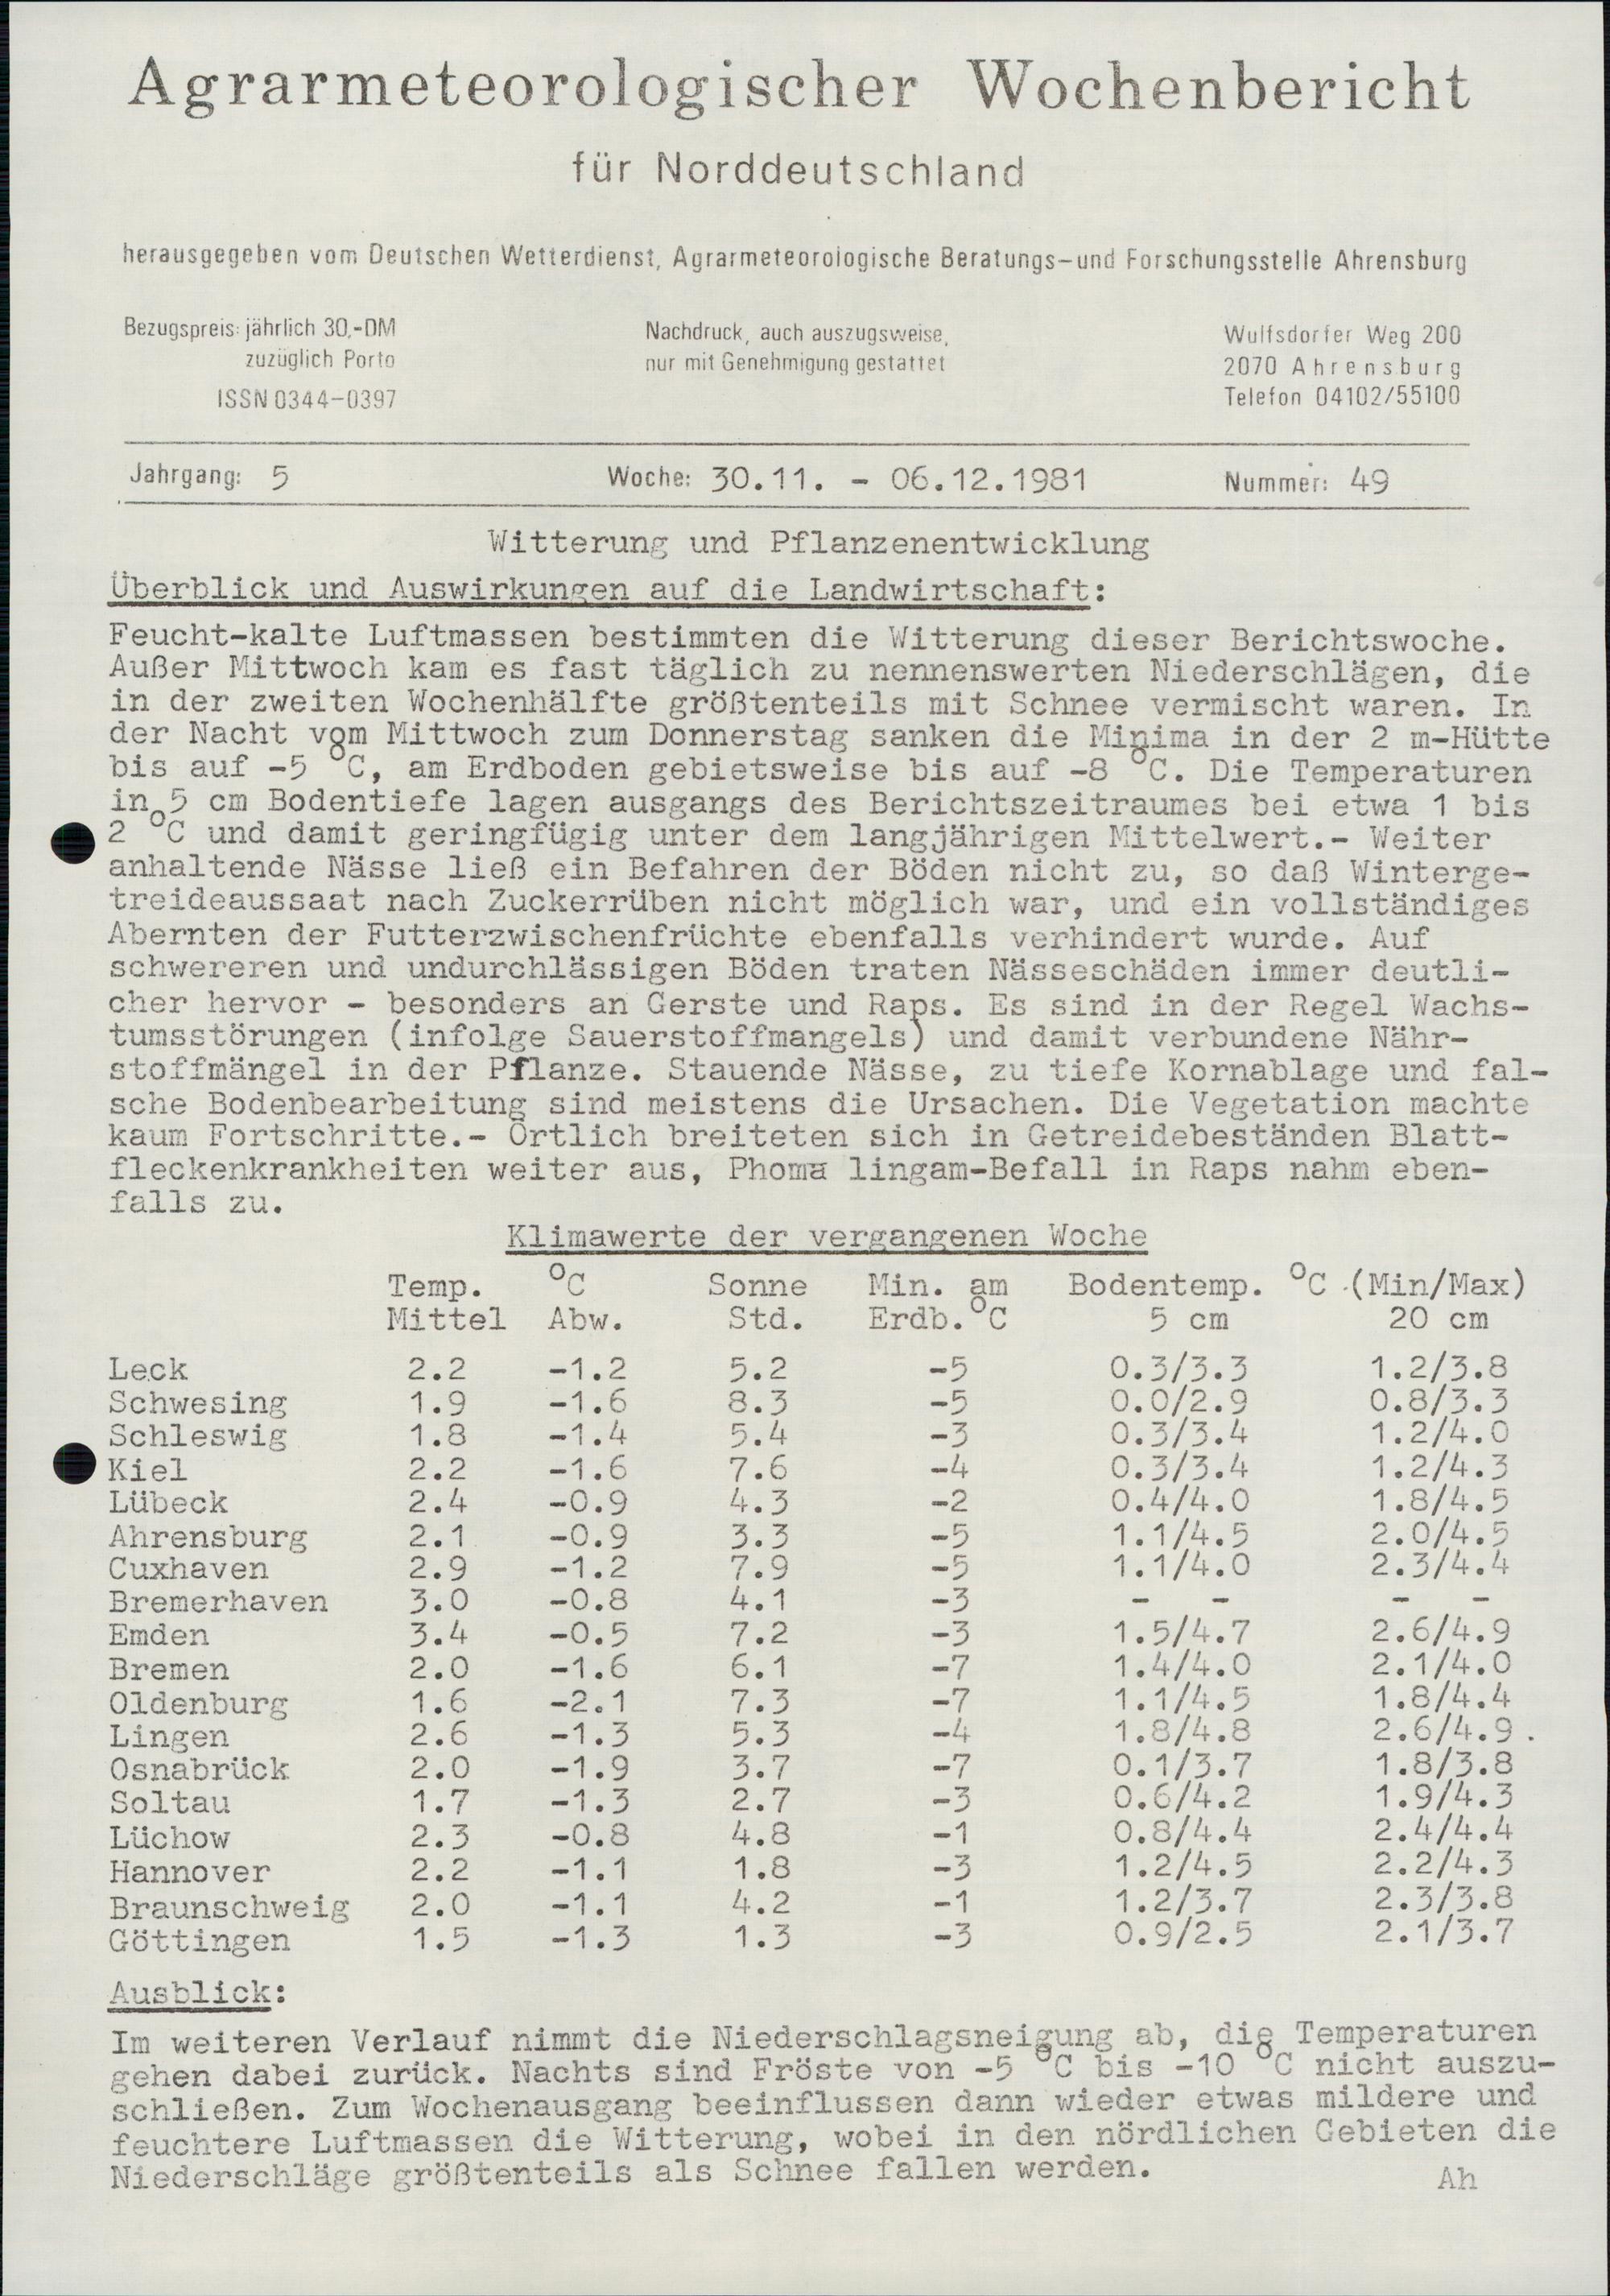 Agrarmeteorologischer Wochenbericht
für Norddeutschland
herausgegeben vom Deutschen Wetterdienst, Agrarmeteorologische Beratungs-und Forschungsstelle Ahrensburg
Bezugspreis: jährlich 30,-DM
zuzüglich Porto
ISSN 0344-0397
Nachdruck, auch auszugsweise,
nur mit Genehmigung gestattet
Wulfsdorfer Weg 200
2070 Ahrensburg
Telefon 04102/55100
Jahrgang: 5 Woche: 30.11. - 06.12.1981 Nummer: 49
Witterung und Pflanzenentwicklung
Überblick und Auswirkungen auf die Landwirtschaft:
Feucht-kalte Luftmassen bestimmten die Witterung dieser Berichtswoche.
Außer Mittwoch kam es fast täglich zu nennenswerten Niederschlägen, die
in der zweiten Wochenhälfte größtenteils mit Schnee vermischt waren. In
der Nacht vom Mittwoch zum Donnerstag sanken die Minima in der 2 m-Hütte
bis auf -5 °C, am Erdboden gebietsweise bis auf -8 °C. Die Temperaturen
in 5 cm Bodentiefe lagen ausgangs des Berichtszeitraumes bei etwa 1 bis
2 °C und damit geringfügig unter dem langjährigen Mittelwert.- Weiter
anhaltende Nässe ließ ein Befahren der Böden nicht zu, so daß Winterge-
treideaussaat nach Zuckerrüben nicht möglich war, und ein vollständiges
Abernten der Futterzwischenfrüchte ebenfalls verhindert wurde. Auf
schwereren und undurchlässigen Böden traten Nässeschäden immer deutli-
cher hervor - besonders an Gerste und Raps. Es sind in der Regel Wachs-
tumsstörungen (infolge Sauerstoffmangels) und damit verbundene Nähr-
stoffmängel in der Pflanze. Stauende Nässe, zu tiefe Kornablage und fal-
sche Bodenbearbeitung sind meistens die Ursachen. Die Vegetation machte
kaum Fortschritte.- Örtlich breiteten sich in Getreidebeständen Blatt-
fleckenkrankheiten weiter aus, Phoma lingam-Befall in Raps nahm eben-
falls zu.
Klimawerte der vergangenen Woche
Temp. °C Sonne Min. am Bodentemp. °C (Min/Max)
Mittel Abw. Std. Erdb. °C 5 cm 20 cm
Leck 2.2 -1.2 5.2 -5 0.3/3.3 1.2/3.8
Schwesing 1.9 -1.6 8.3 -5 0.0/2.9 0.8/3.3
Schleswig 1.8 -1.4 5.4 -3 0.3/3.4 1.2/4.0
Kiel 2.2 -1.6 7.6 -4 0.3/3.4 1.2/4.3
Lübeck 2.4 -0.9 4.3 -2 0.4/4.0 1.8/4.5
Ahrensburg 2.1 -0.9 3.3 -5 1.1/4.5 2.0/4.5
Cuxhaven 2.9 -1.2 7.9 -5 1.1/4.0 2.3/4.4
Bremerhaven 3.0 -0.8 4.1 -3 - - - -
Emden 3.4 -0.5 7.2 -3 1.5/4.7 2.6/4.9
Bremen 2.0 -1.6 6.1 -7 1.4/4.0 2.1/4.0
Oldenburg 1.6 -2.1 7.3 -7 1.1/4.5 1.8/4.4
Lingen 2.6 -1.3 5.3 -4 1.8/4.8 2.6/4.9
Osnabrück 2.0 -1.9 3.7 -7 0.1/3.7 1.8/3.8
Soltau 1.7 -1.3 2.7 -3 0.6/4.2 1.9/4.3
Lüchow 2.3 -0.8 4.8 -1 0.8/4.4 2.4/4.4
Hannover 2.2 -1.1 1.8 -3 1.2/4.5 2.2/4.3
Braunschweig 2.0 -1.1 4.2 -1 1.2/3.7 2.3/3.8
Göttingen 1.5 -1.3 1.3 -3 0.9/2.5 2.1/3.7
Ausblick:
Im weiteren Verlauf nimmt die Niederschlagsneigung ab, die Temperaturen
gehen dabei zurück. Nachts sind Fröste von -5 °C bis -10 °C nicht auszu-
schließen. Zum Wochenausgang beeinflussen dann wieder etwas mildere und
feuchtere Luftmassen die Witterung, wobei in den nördlichen Gebieten die
Niederschläge größtenteils als Schnee fallen werden.
Ah